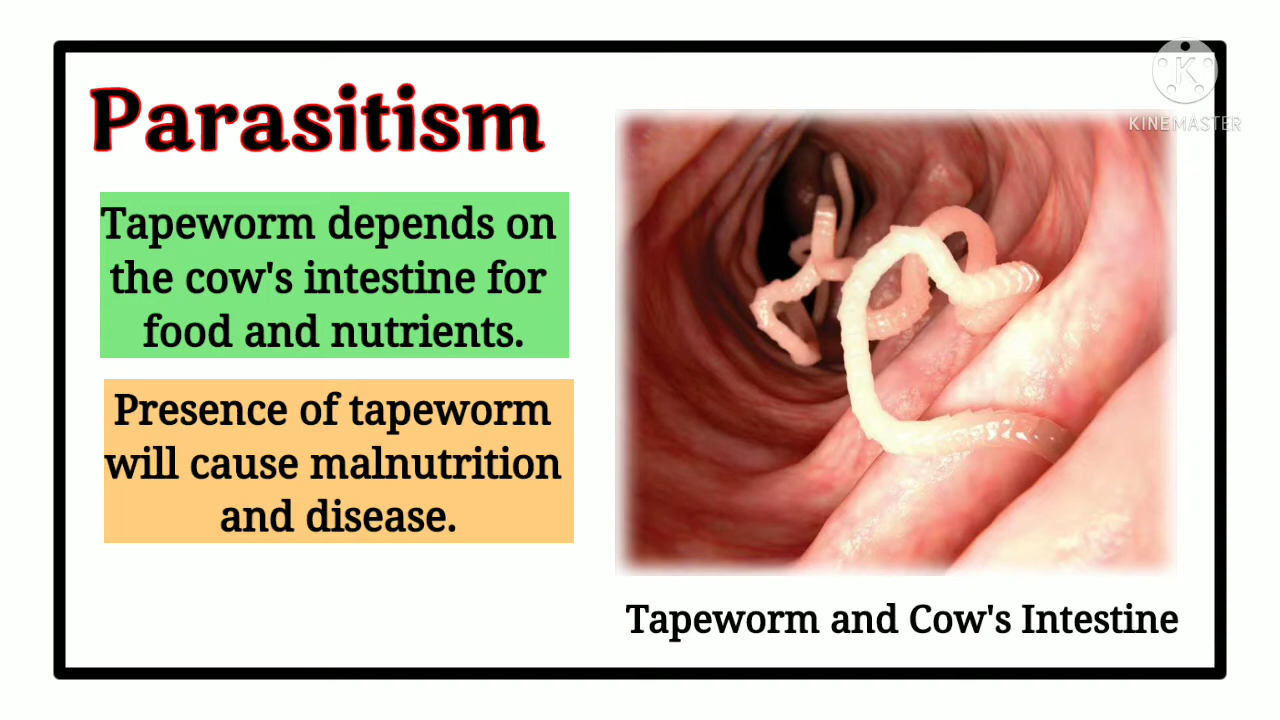 Parasitism
Tapeworm depends on
the cow's intestine for
food and nutrients.
Presence of tapeworm
will cause malnutrition
and disease.
K
KINEMASTER
Tapeworm and Cow's Intestine